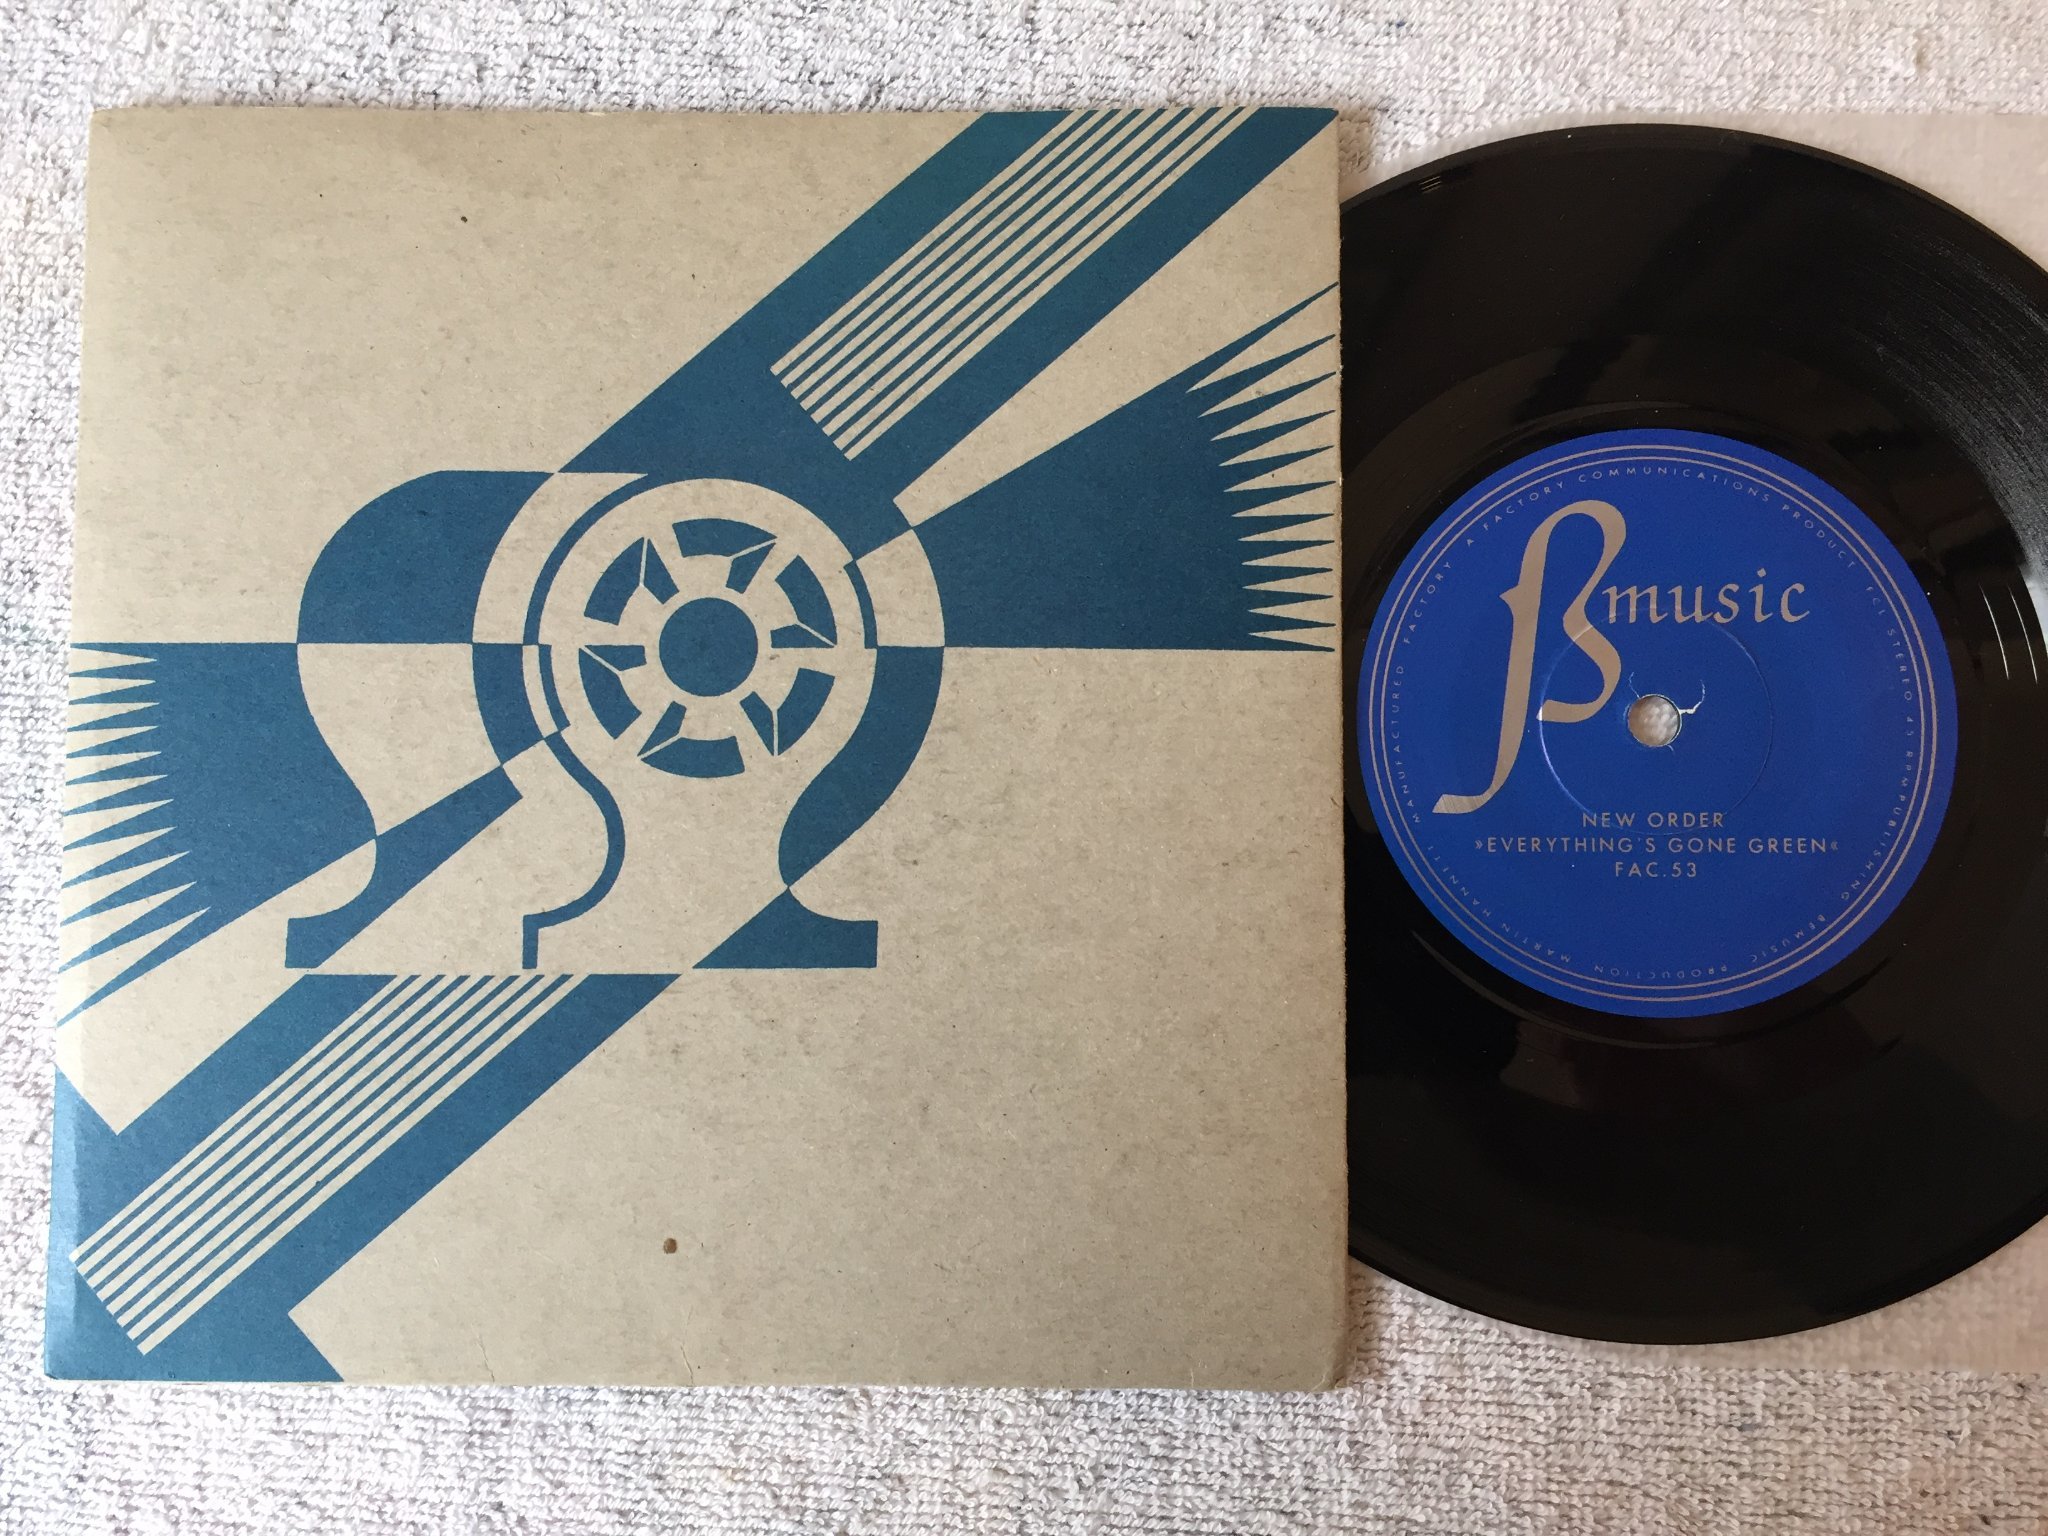 βmusic
NEW ORDER
»EVERYTHING'S GONE GREEN«
FAC.53
MANUFACTURED FACTORY A FACTORY COMMUNICATIONS PRODUCT FCL STEREO 45 RPM PUBLISHING BEMUSIC PRODUCTION MARTIN HANNETT